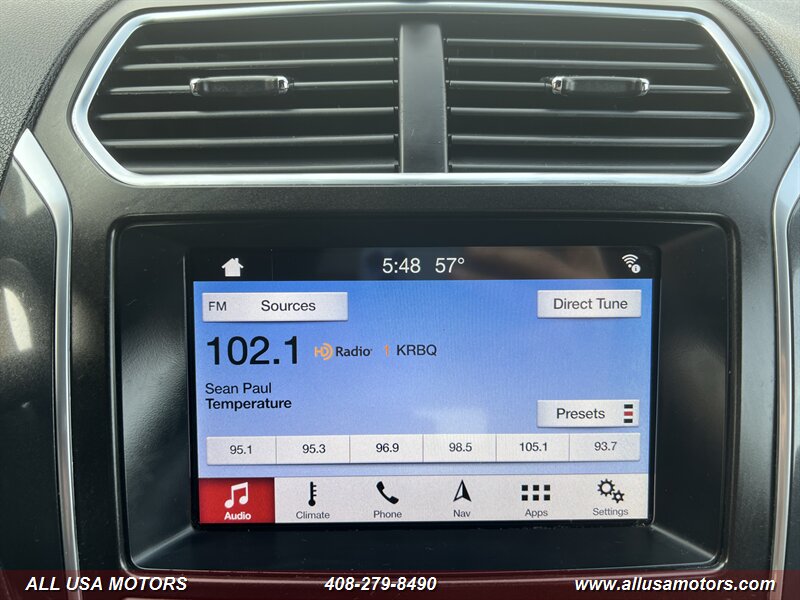 5:48 57°
FM Sources Direct Tune
102.1 HD Radio 1 KRBQ
Sean Paul
Temperature
Presets
95.1 95.3 96.9 98.5 105.1 93.7
Audio Climate Phone Nav Apps Settings
ALL USA MOTORS 408-279-8490 www.allusamotors.com